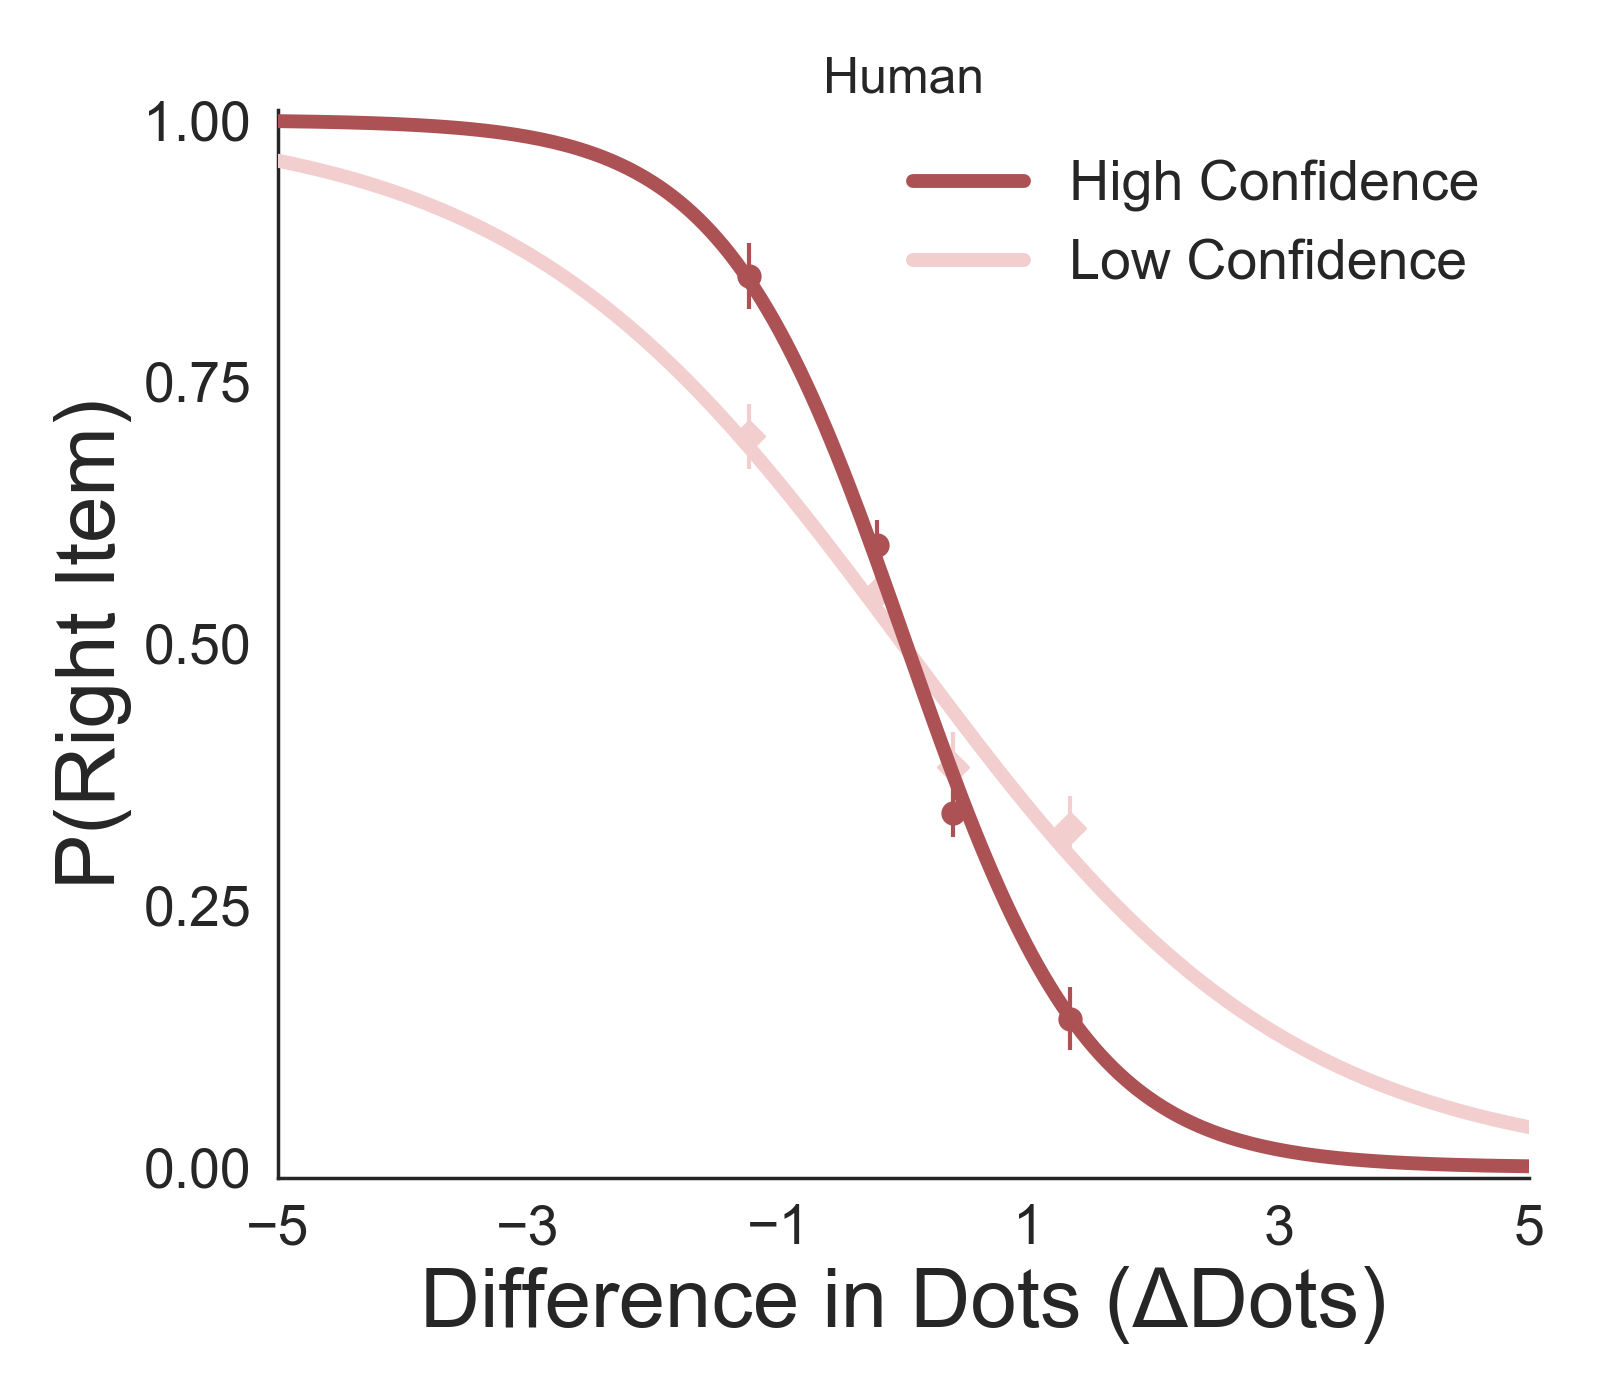 Human
1.00
0.75
0.50
0.25
0.00
P(Right Item)
High Confidence
Low Confidence
−5 −3 −1 1 3 5
Difference in Dots (ΔDots)